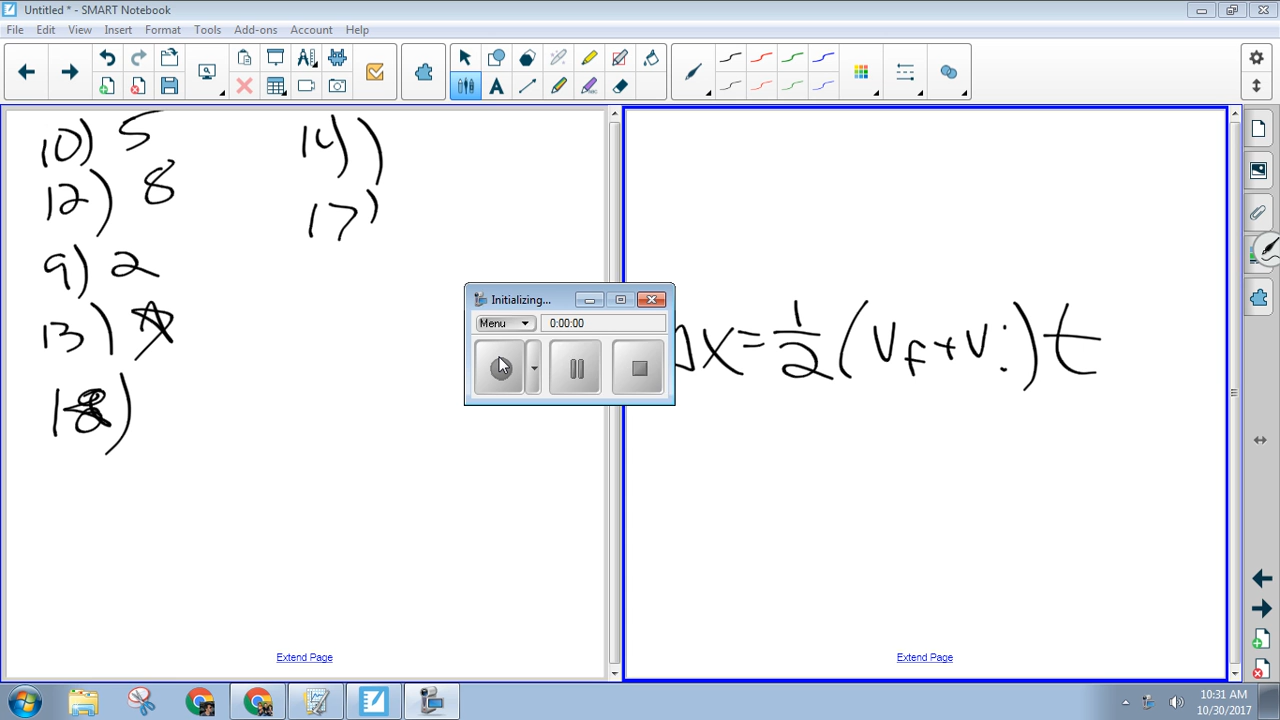 Untitled * - SMART Notebook
File Edit View Insert Format Tools Add-ons Account Help
10) 5
12) 8
9) 2
13)
14) )
17)
Initializing...
Menu 0:00:00
Δx=1/2(Vf+Vi)t
Extend Page
Extend Page
10:31 AM
10/30/2017